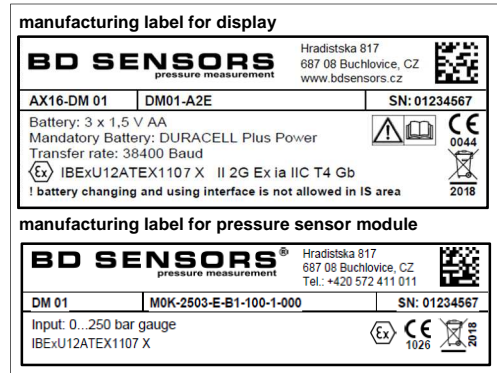 manufacturing label for display
BD SENSORS
pressure measurement
Hradistska 817
687 08 Buchlovice, CZ
www.bdsensors.cz
AX16-DM 01 DM01-A2E SN: 01234567
Battery: 3 x 1,5 V AA
Mandatory Battery: DURACELL Plus Power
Transfer rate: 38400 Baud
Ex IBExU12ATEX1107 X II 2G Ex ia IIC T4 Gb
! battery changing and using interface is not allowed in IS area
CE
0044
2018
manufacturing label for pressure sensor module
BD SENSORS®
pressure measurement
Hradistska 817
687 08 Buchlovice, CZ
Tel.: +420 572 411 011
DM 01 M0K-2503-E-B1-100-1-000 SN: 01234567
Input: 0...250 bar gauge
IBExU12ATEX1107 X
Ex CE
1026
2018